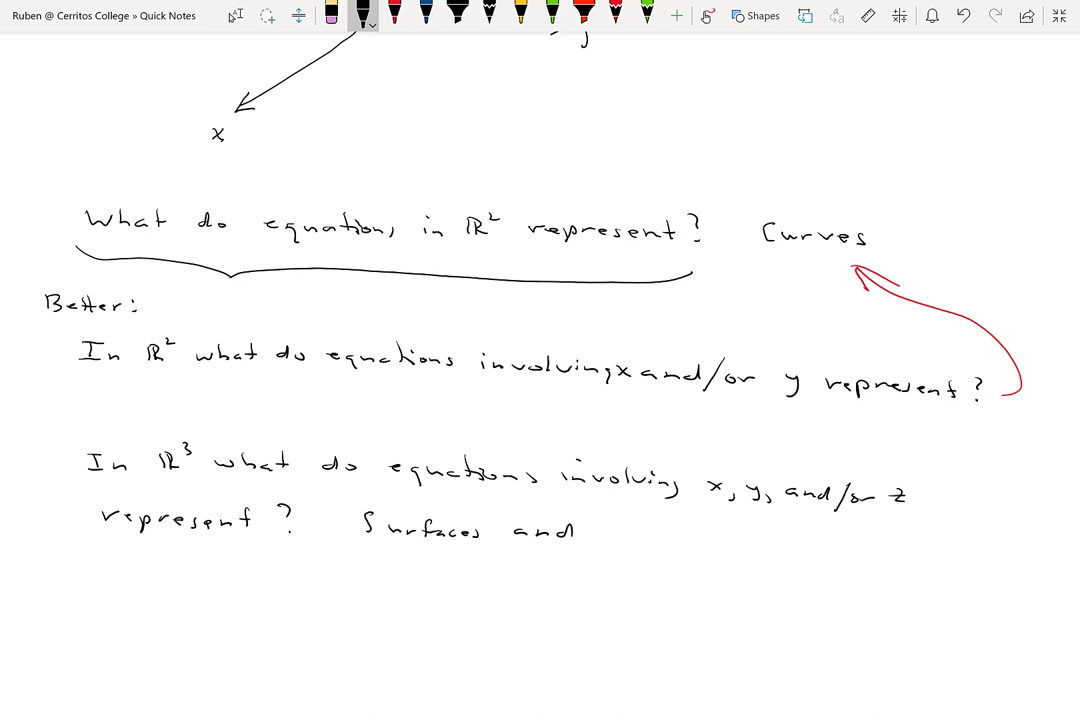 Ruben @ Cerritos College » Quick Notes
Shapes
x
What do equations in ℝ² represent? Curves
Better:
In ℝ² what do equations involving x and/or y represent?
In ℝ³ what do equations involving x, y, and/or z
represent? Surfaces and